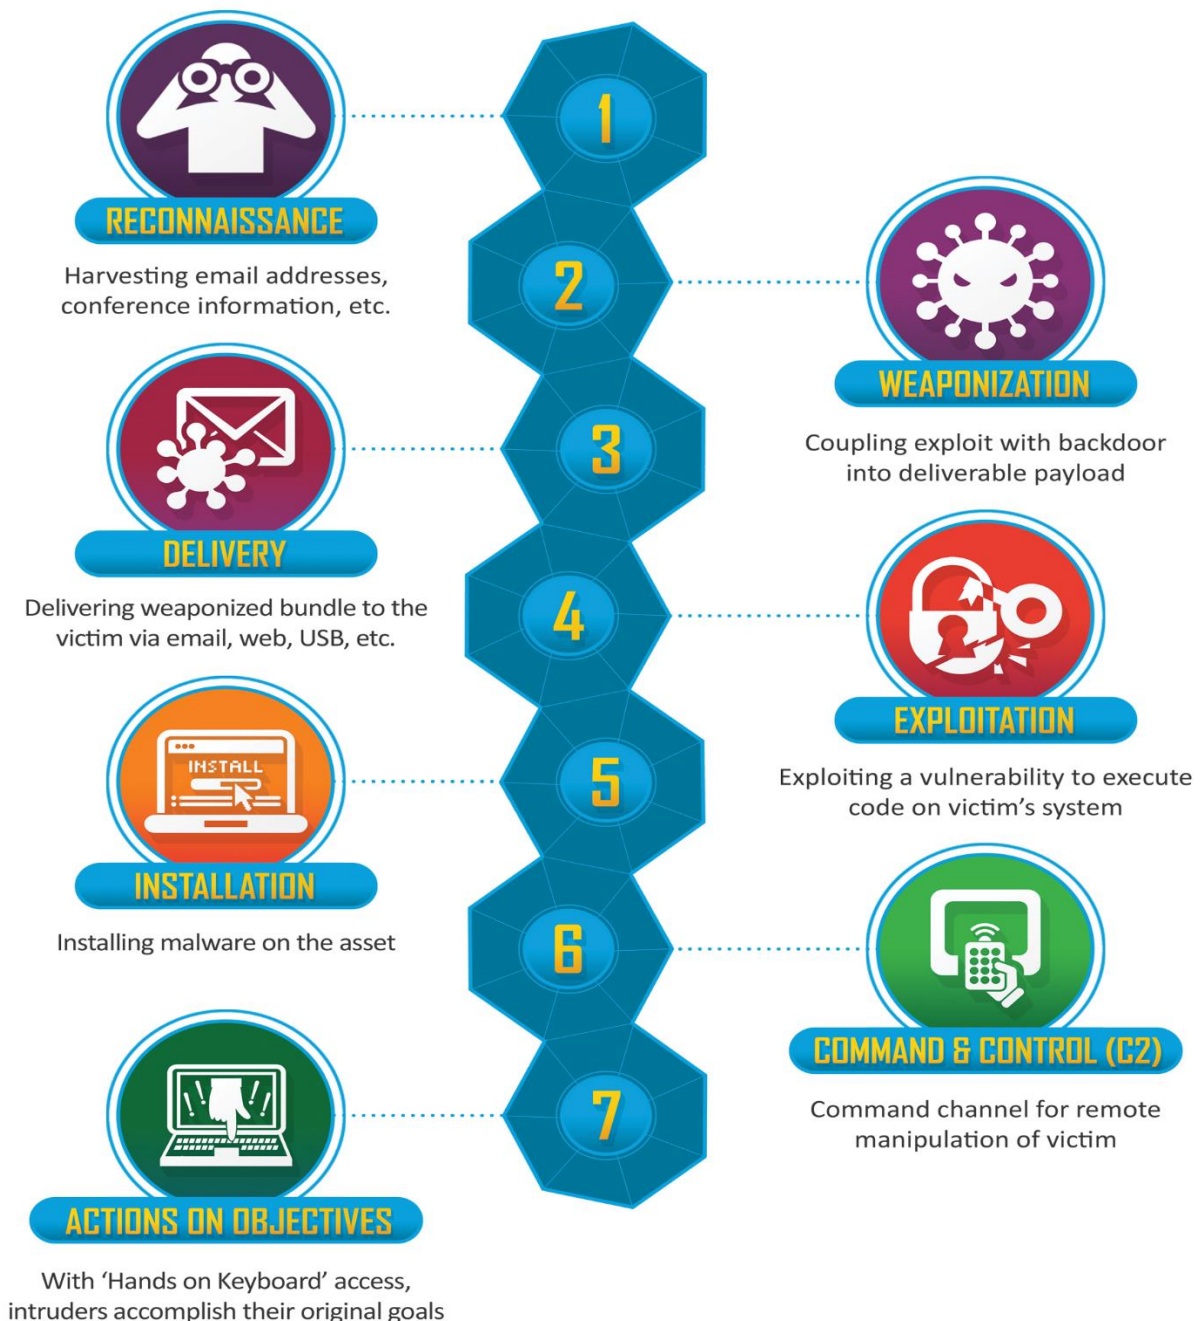 1
RECONNAISSANCE
Harvesting email addresses,
conference information, etc.
2
WEAPONIZATION
Coupling exploit with backdoor
into deliverable payload
3
DELIVERY
Delivering weaponized bundle to the
victim via email, web, USB, etc.
4
EXPLOITATION
Exploiting a vulnerability to execute
code on victim’s system
5
INSTALL
INSTALLATION
Installing malware on the asset
6
COMMAND & CONTROL (C2)
Command channel for remote
manipulation of victim
7
! ! ! !
ACTIONS ON OBJECTIVES
With ‘Hands on Keyboard’ access,
intruders accomplish their original goals